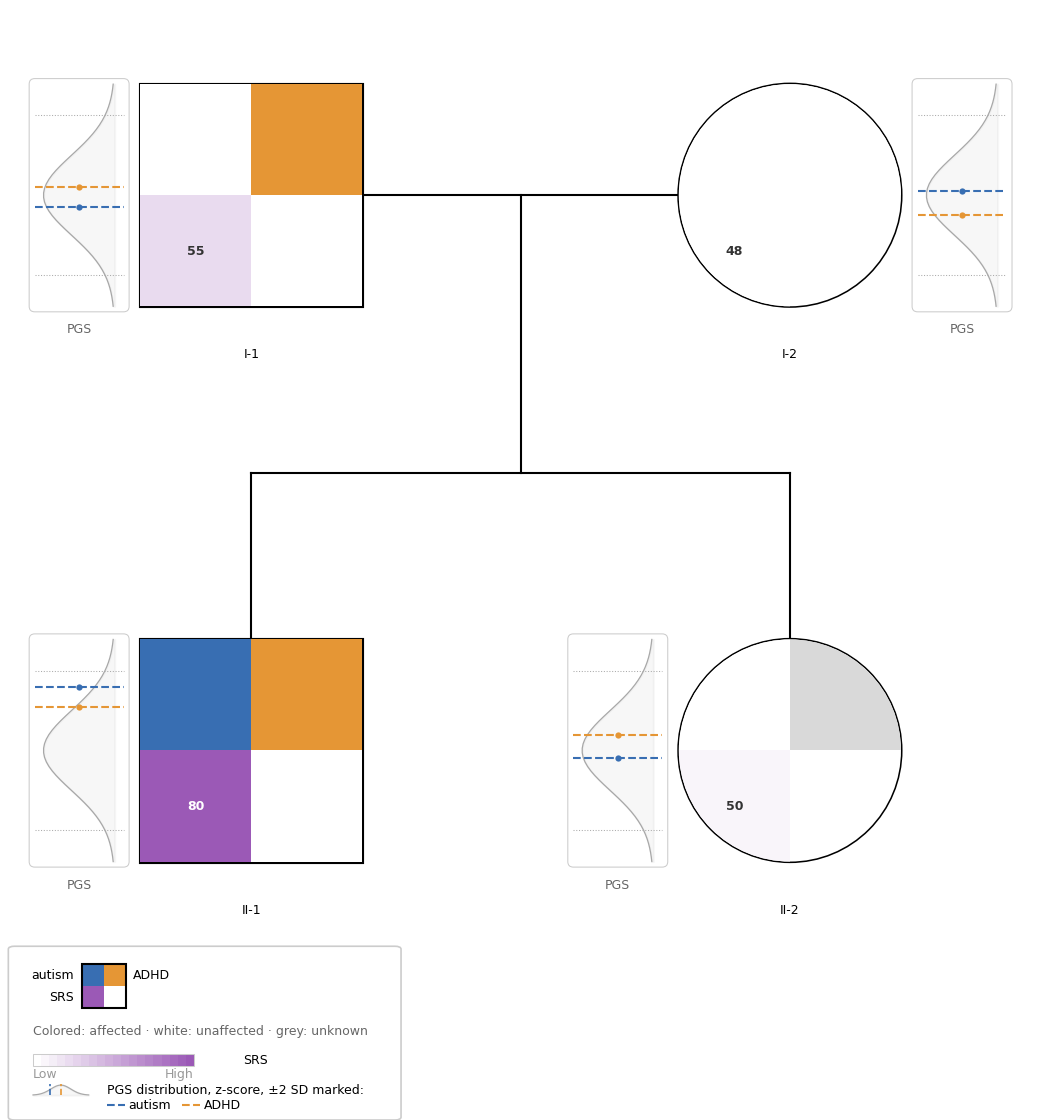 55
48
PGS
PGS
I-1
I-2
80
50
PGS
PGS
II-1
II-2
autism
ADHD
SRS
Colored: affected · white: unaffected · grey: unknown
SRS
Low
High
PGS distribution, z-score, ±2 SD marked:
autism
ADHD